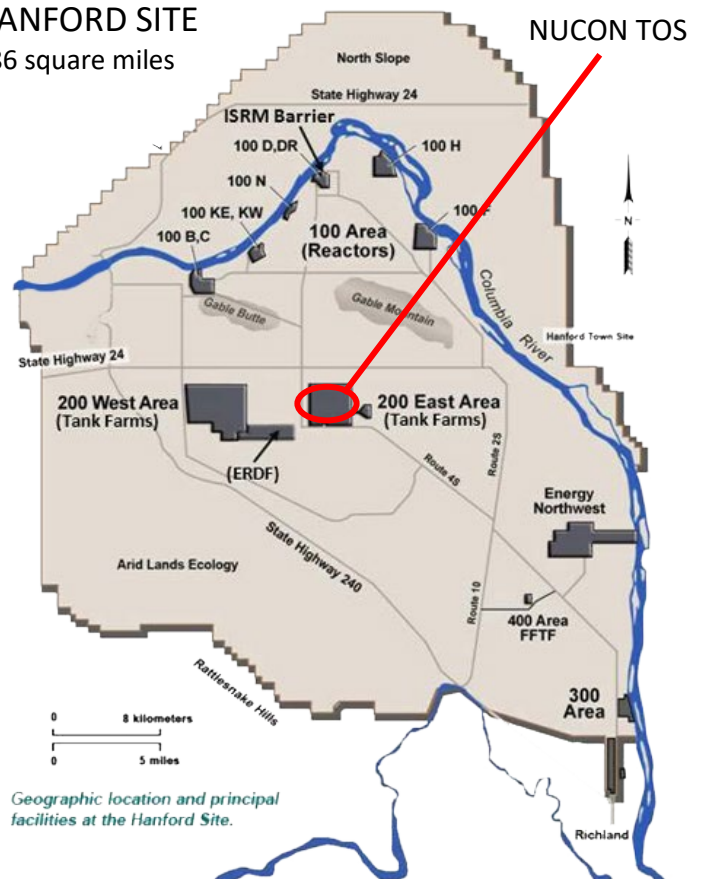 ANFORD SITE
36 square miles
NUCON TOS
North Slope
State Highway 24
ISRM Barrier
100 D,DR
100 H
100 N
100 KE, KW
100 F
100 B,C
100 Area
(Reactors)
N
Gable Butte
Gable Mountain
Columbia River
Hanford Town Site
State Highway 24
200 West Area
(Tank Farms)
200 East Area
(Tank Farms)
(ERDF)
Route 4S
Route 2S
Energy
Northwest
State Highway 240
Arid Lands Ecology
Route 10
400 Area
FFTF
Rattlesnake Hills
300
Area
0 8 kilometers
0 5 miles
Geographic location and principal
facilities at the Hanford Site.
Richland